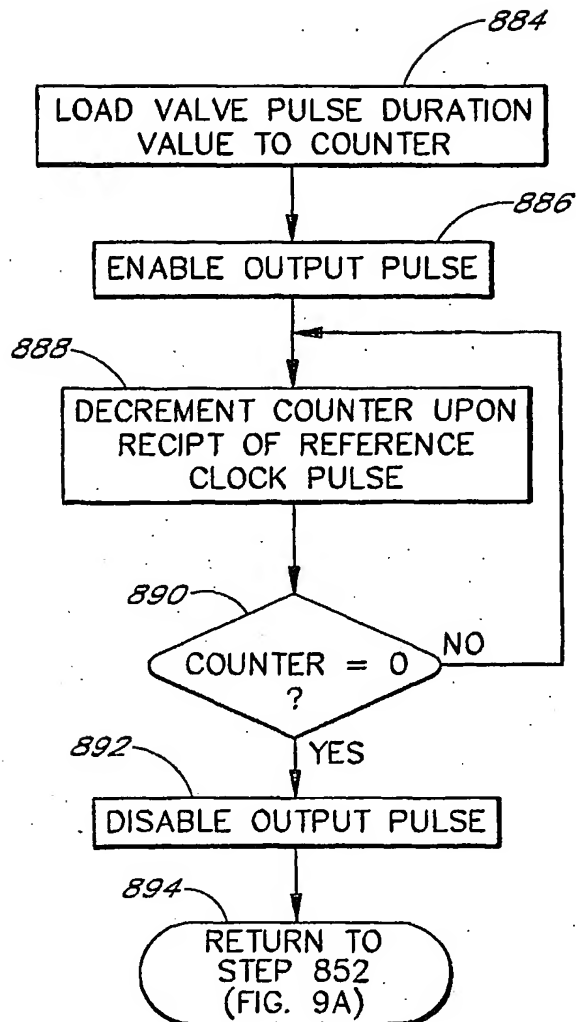 884
LOAD VALVE PULSE DURATION
VALUE TO COUNTER
886
ENABLE OUTPUT PULSE
888
DECREMENT COUNTER UPON
RECIPT OF REFERENCE
CLOCK PULSE
890
COUNTER = 0
?
NO
YES
892
DISABLE OUTPUT PULSE
894
RETURN TO
STEP 852
(FIG. 9A)